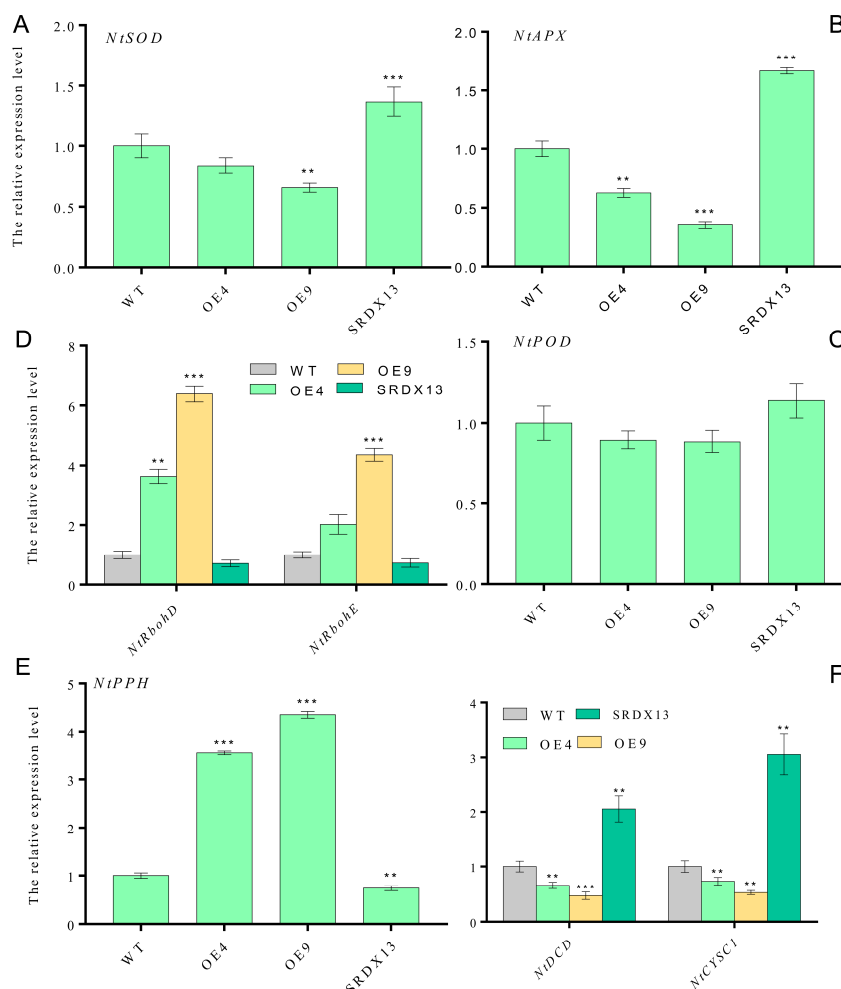 A
The relative expression level
2.0
1.5
1.0
0.5
0.0
NtSOD
**
***
WT
OE4
OE9
SRDX13
B
2.0
1.5
1.0
0.5
0.0
NtAPX
**
***
***
WT
OE4
OE9
SRDX13
D
The relative expression level
8
6
4
2
0
WT
OE9
OE4
SRDX13
**
***
***
NtRbohD
NtRbohE
C
1.5
1.0
0.5
0.0
NtPOD
WT
OE4
OE9
SRDX13
E
The relative expression level
5
4
3
2
1
0
NtPPH
***
***
**
WT
OE4
OE9
SRDX13
F
4
3
2
1
0
WT
SRDX13
OE4
OE9
**
***
**
**
**
**
NtDCD
NtCYSC1